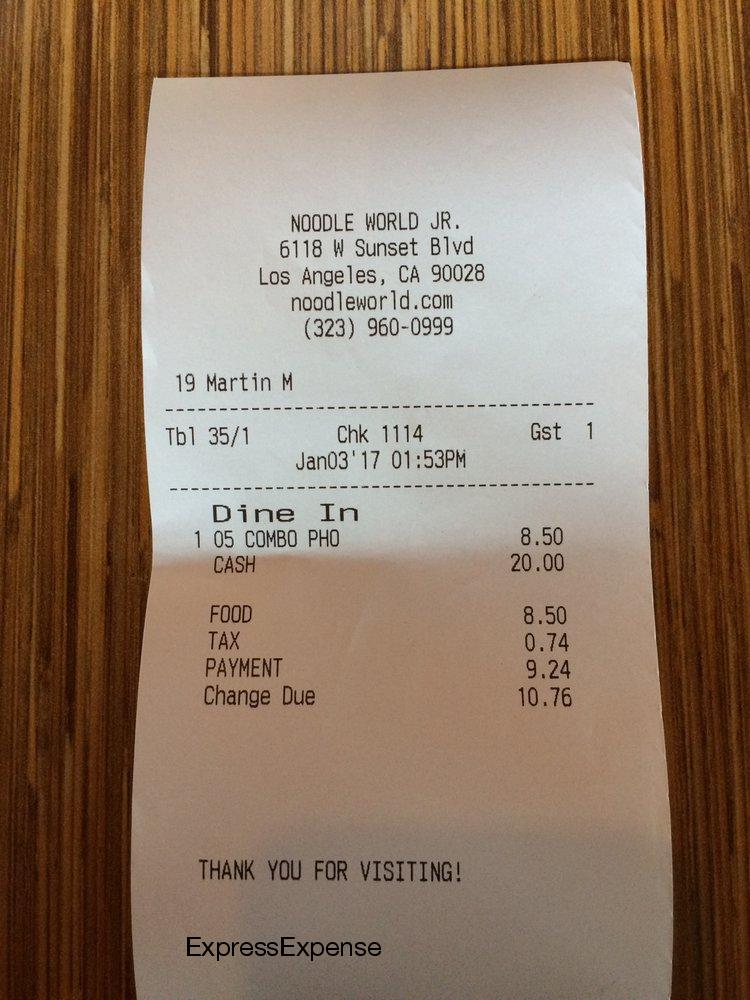 NOODLE WORLD JR.
6118 W Sunset Blvd
Los Angeles, CA 90028
noodleworld.com
(323) 960-0999
19 Martin M
Tbl 35/1 Chk 1114 Gst 1
Jan03'17 01:53PM
Dine In
1 05 COMBO PHO 8.50
CASH 20.00
FOOD 8.50
TAX 0.74
PAYMENT 9.24
Change Due 10.76
THANK YOU FOR VISITING!
ExpressExpense